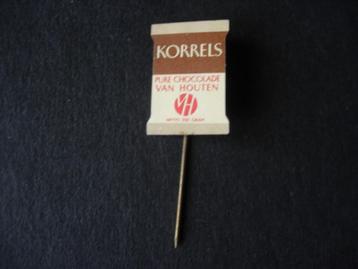 KORRELS
PURE CHOCOLADE
VAN HOUTEN
VH